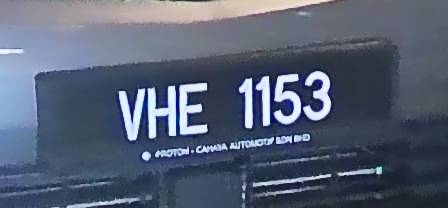 VHE 1153
PROTON - CAHAYA AUTOMOTIF SDN BHD